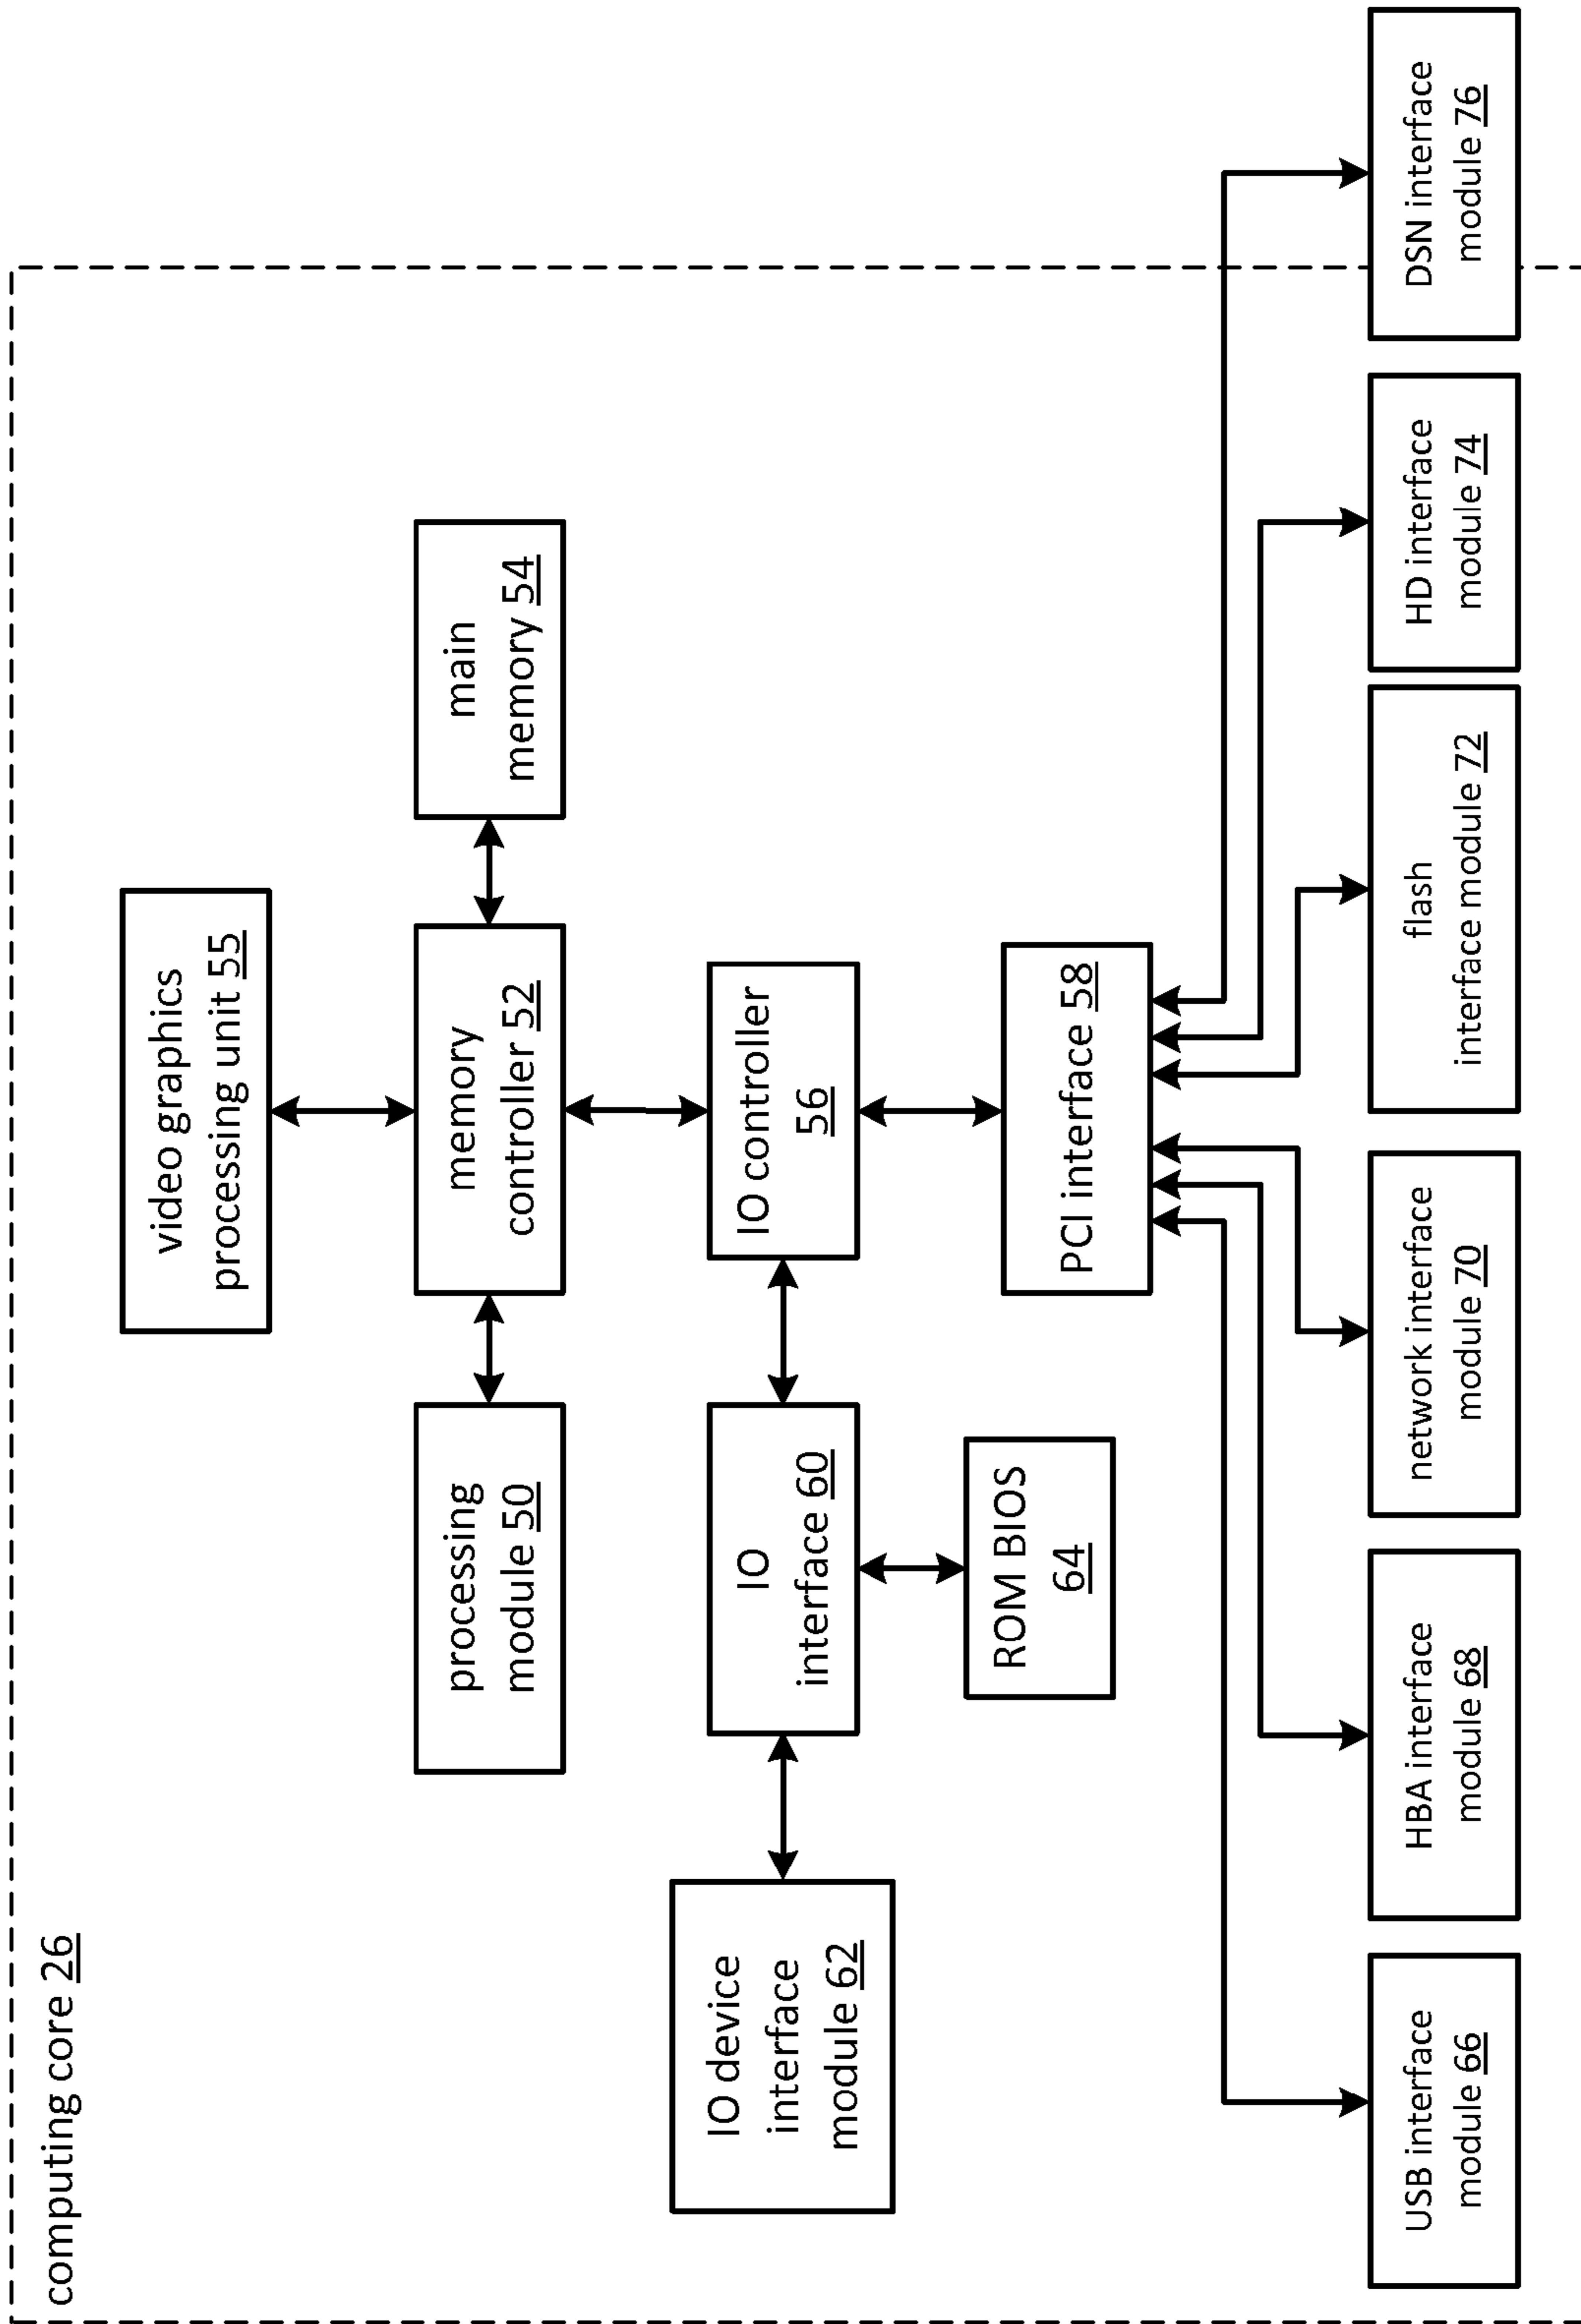 computing core 26
video graphics
processing unit 55
processing
module 50
memory
controller 52
main
memory 54
IO device
interface
module 62
IO
interface 60
IO controller
56
ROM BIOS
64
PCI interface 58
USB interface
module 66
HBA interface
module 68
network interface
module 70
flash
interface module 72
HD interface
module 74
DSN interface
module 76